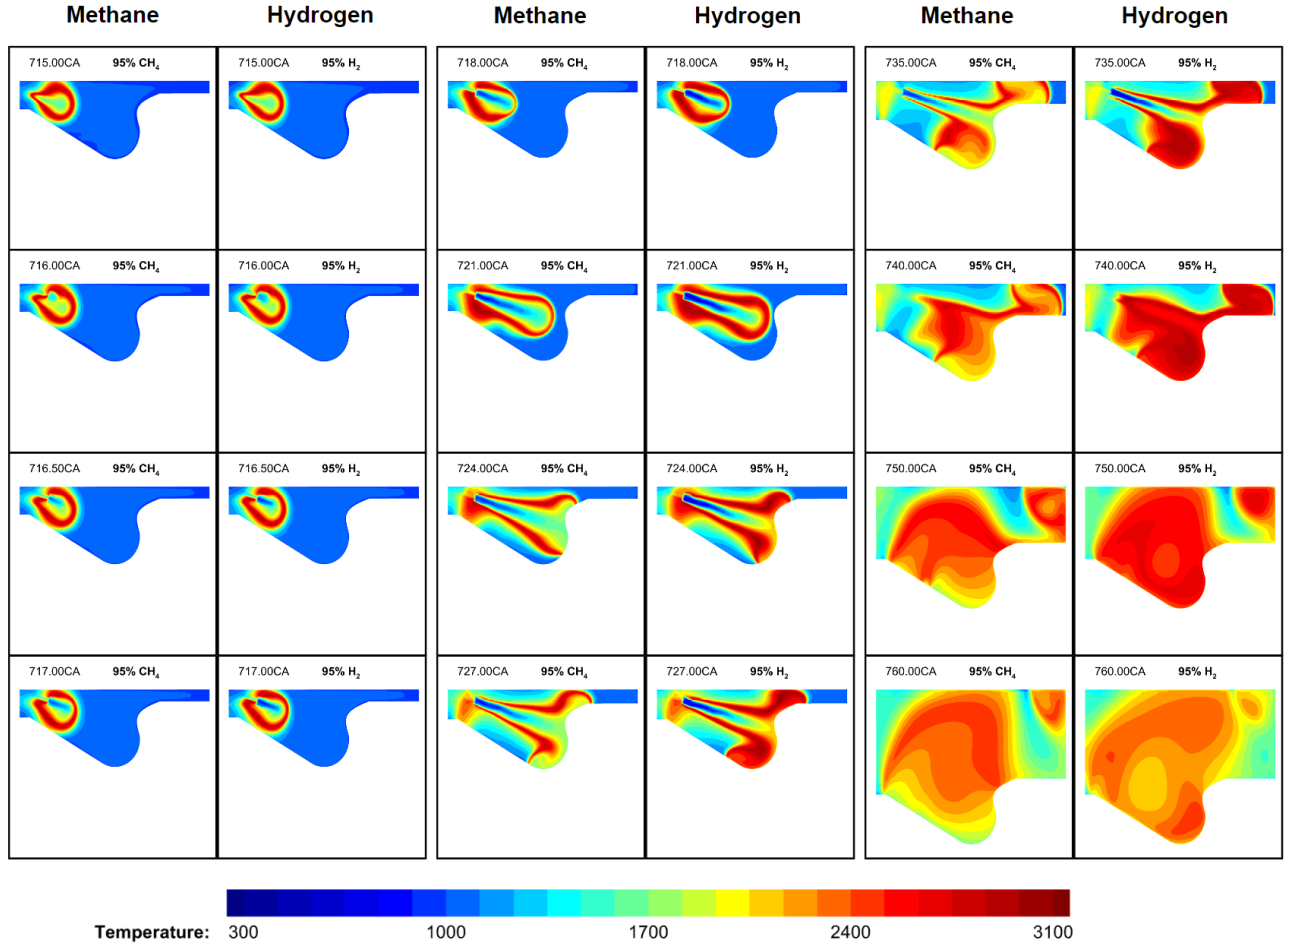 Methane Hydrogen Methane Hydrogen Methane Hydrogen
715.00CA 95% CH₄ 715.00CA 95% H₂ 718.00CA 95% CH₄ 718.00CA 95% H₂ 735.00CA 95% CH₄ 735.00CA 95% H₂
716.00CA 95% CH₄ 716.00CA 95% H₂ 721.00CA 95% CH₄ 721.00CA 95% H₂ 740.00CA 95% CH₄ 740.00CA 95% H₂
716.50CA 95% CH₄ 716.50CA 95% H₂ 724.00CA 95% CH₄ 724.00CA 95% H₂ 750.00CA 95% CH₄ 750.00CA 95% H₂
717.00CA 95% CH₄ 717.00CA 95% H₂ 727.00CA 95% CH₄ 727.00CA 95% H₂ 760.00CA 95% CH₄ 760.00CA 95% H₂
Temperature: 300 1000 1700 2400 3100